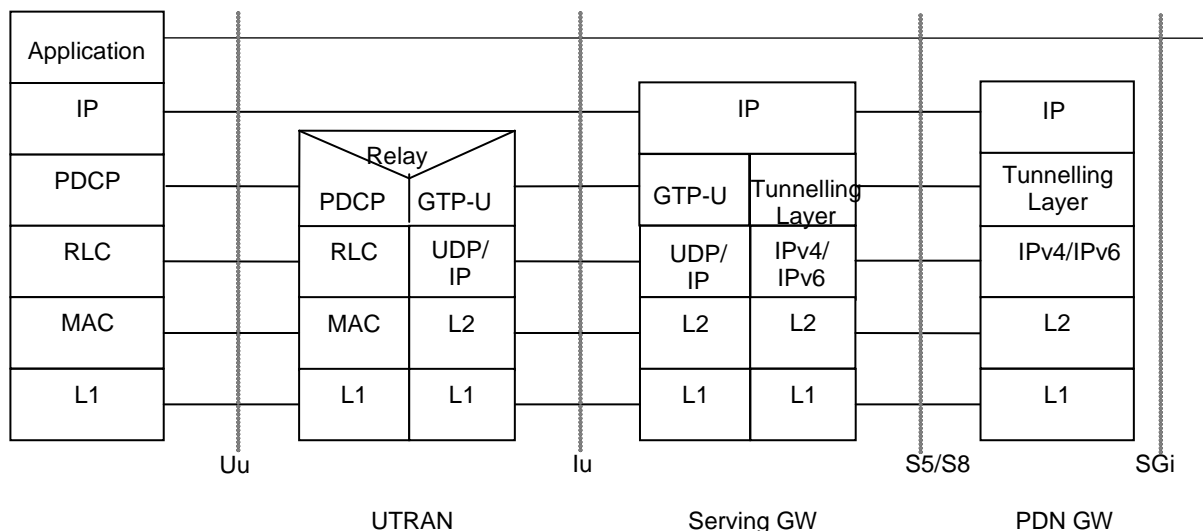 Application
IP
PDCP
RLC
MAC
L1
Relay
PDCP
GTP-U
RLC
UDP/
IP
MAC
L2
L1
L1
IP
GTP-U
Tunnelling
Layer
UDP/
IP
IPv4/
IPv6
L2
L2
L1
L1
IP
Tunnelling
Layer
IPv4/IPv6
L2
L1
Uu
Iu
S5/S8
SGi
UTRAN
Serving GW
PDN GW